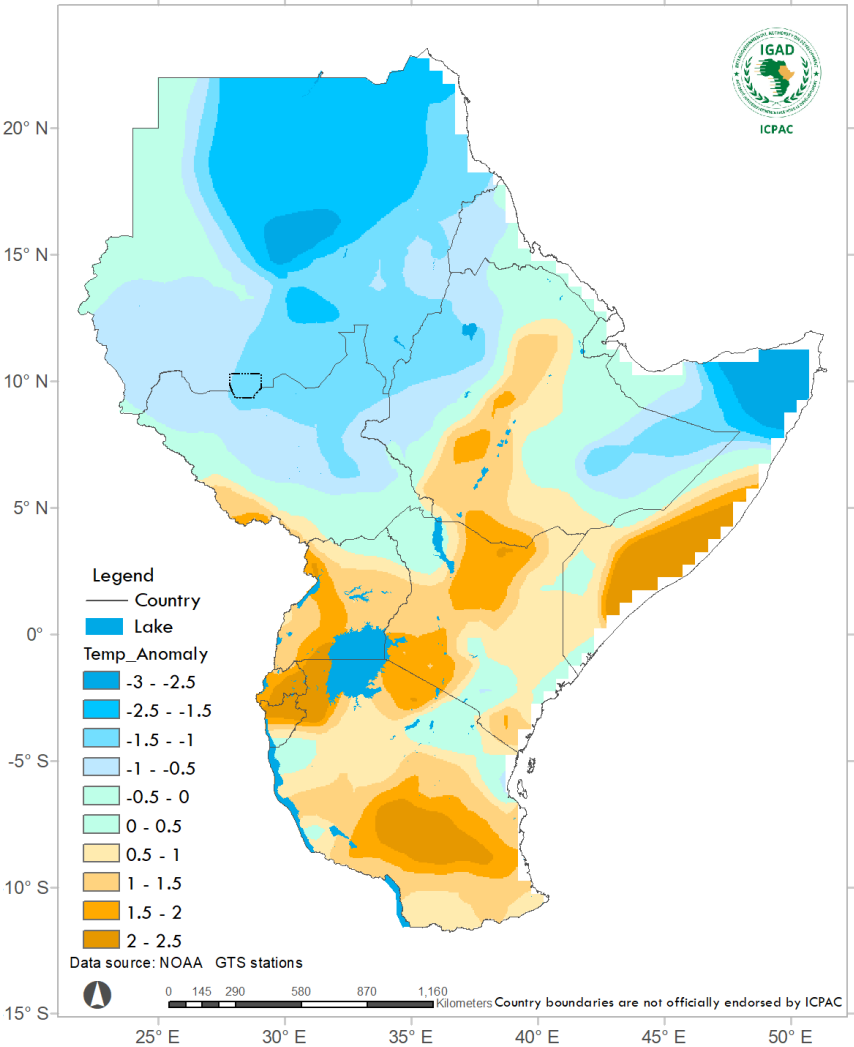 IGAD
ICPAC
20° N
15° N
10° N
5° N
0°
-5° S
10° S
15° S
Legend
Country
Lake
Temp_Anomaly
-3 - -2.5
-2.5 - -1.5
-1.5 - -1
-1 - -0.5
-0.5 - 0
0 - 0.5
0.5 - 1
1 - 1.5
1.5 - 2
2 - 2.5
Data source: NOAA GTS stations
0 145 290 580 870 1,160
Kilometers
Country boundaries are not officially endorsed by ICPAC
25° E 30° E 35° E 40° E 45° E 50° E